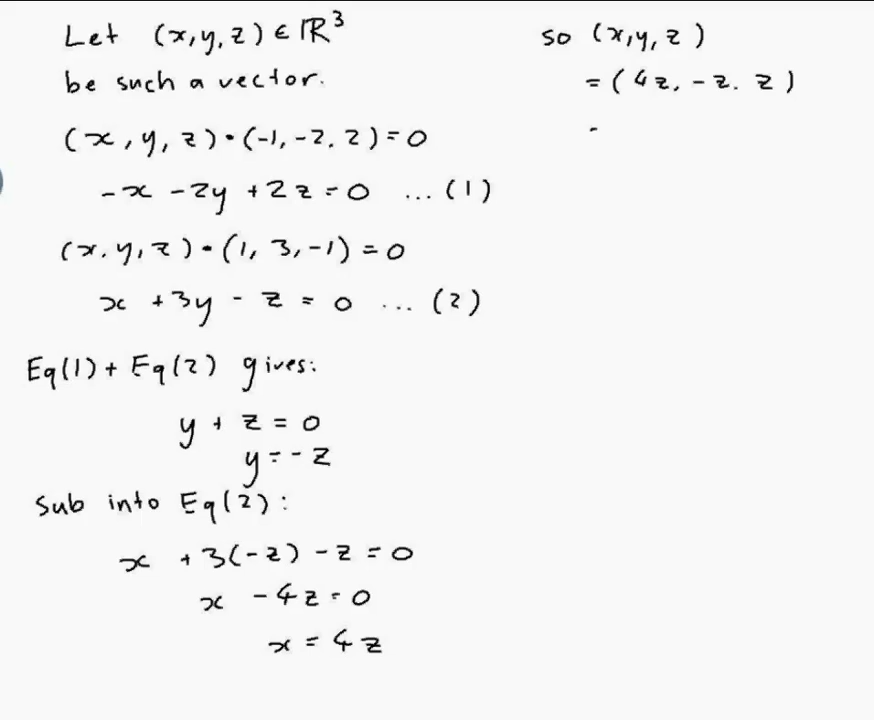 Let (x,y,z) ∈ ℝ³
be such a vector.
(x,y,z)·(-1,-2,2)=0
-x -2y +2z=0 ...(1)
(x,y,z)·(1,3,-1)=0
x +3y - z = 0 ...(2)
Eq(1)+Eq(2) gives:
y + z = 0
y=-z
Sub into Eq(2):
x +3(-z) -z=0
x -4z=0
x = 4z
so (x,y,z)
=(4z,-z,z)